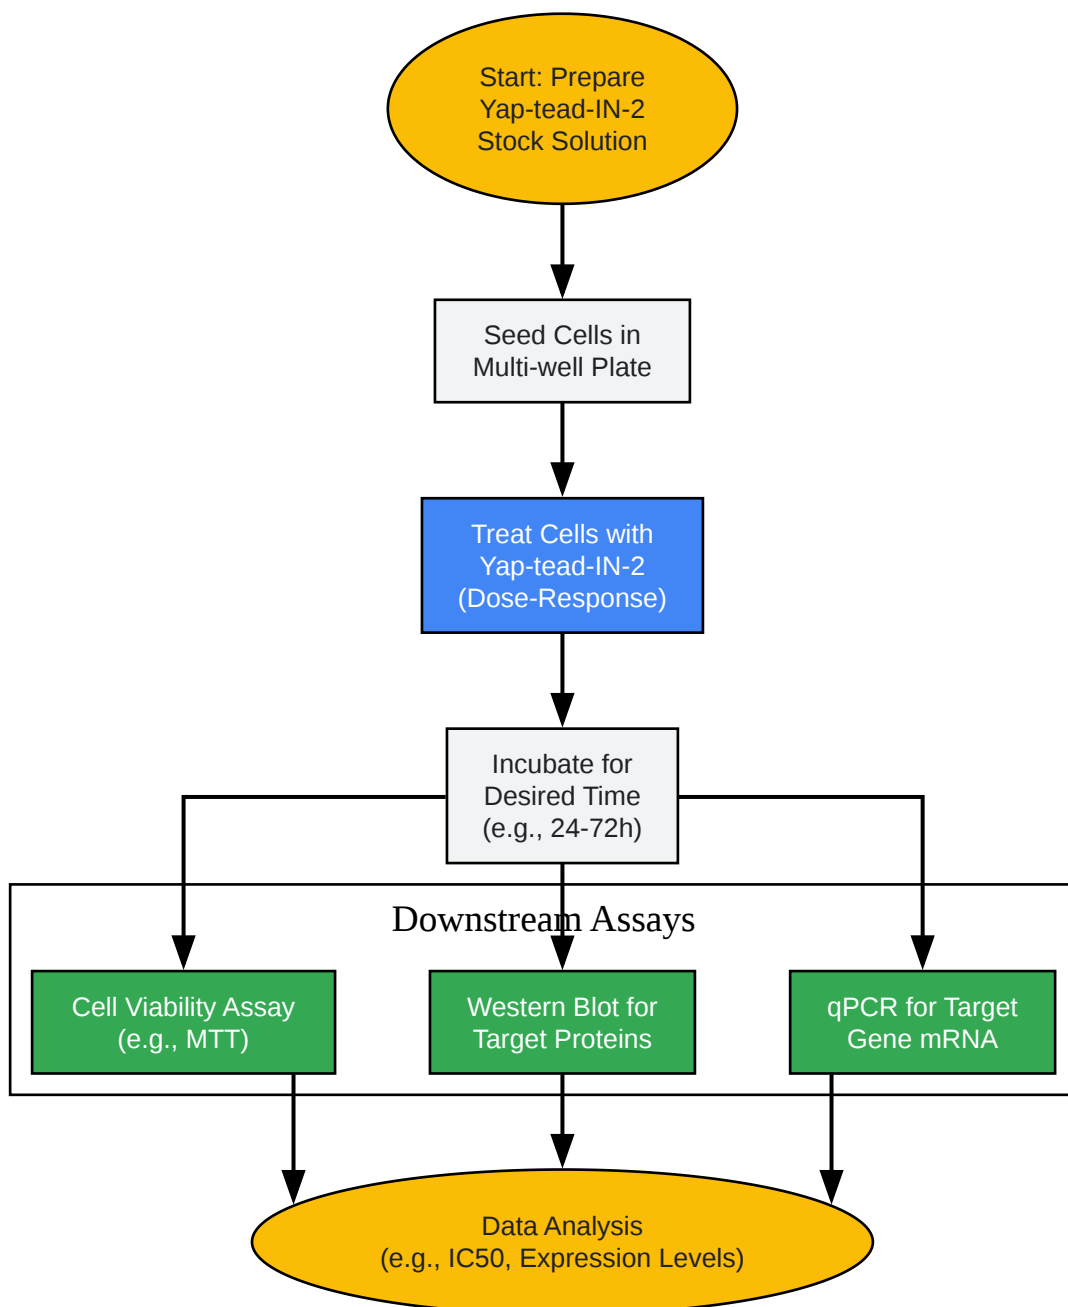 Start: Prepare
Yap-tead-IN-2
Stock Solution
Seed Cells in
Multi-well Plate
Treat Cells with
Yap-tead-IN-2
(Dose-Response)
Incubate for
Desired Time
(e.g., 24-72h)
Downstream Assays
Cell Viability Assay
(e.g., MTT)
Western Blot for
Target Proteins
qPCR for Target
Gene mRNA
Data Analysis
(e.g., IC50, Expression Levels)